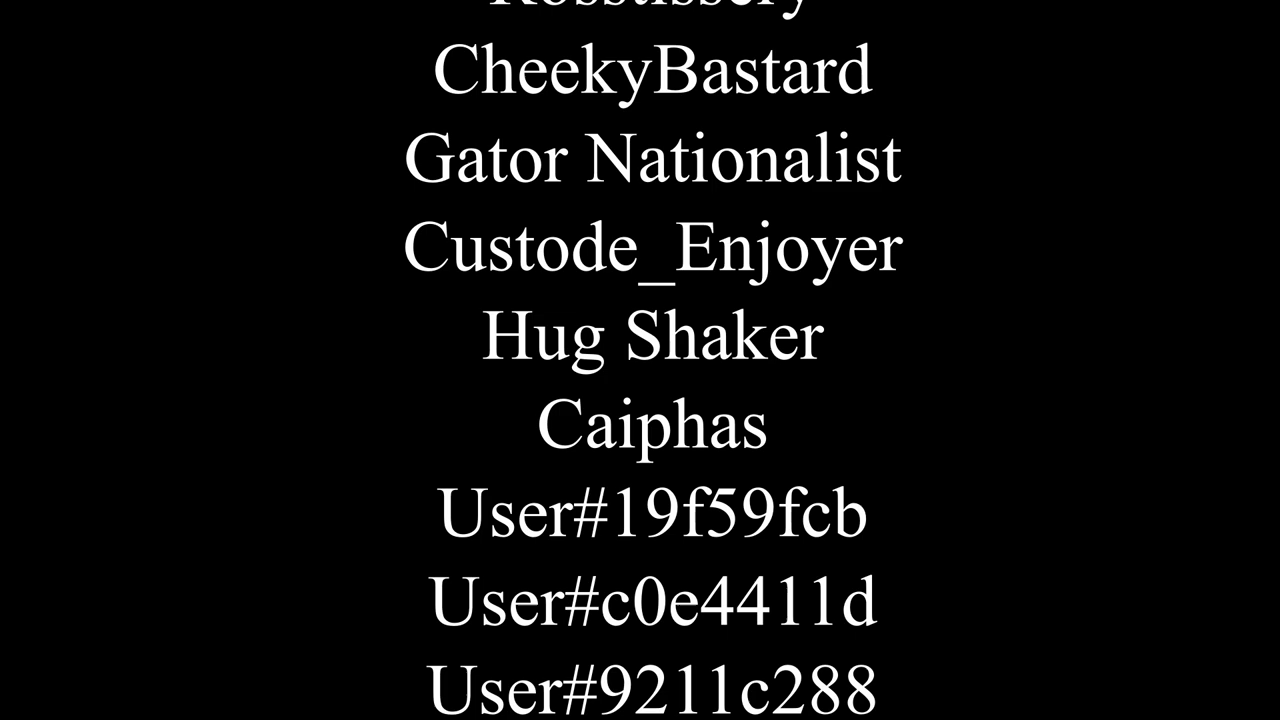 CheekyBastard
Gator Nationalist
Custode_Enjoyer
Hug Shaker
Caiphas
User#19f59fcb
User#c0e4411d
User#9211c288